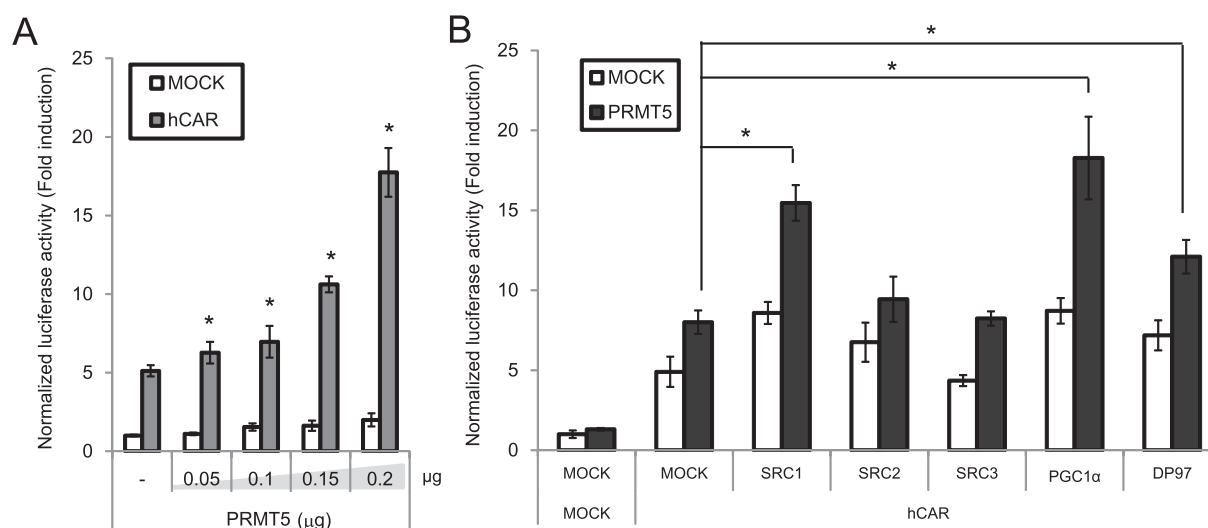 A
Normalized luciferase activity (Fold induction)
25
20
15
10
5
0
MOCK
hCAR
*
*
*
*
- 0.05 0.1 0.15 0.2 µg
PRMT5 (µg)
B
Normalized luciferase activity (Fold induction)
25
20
15
10
5
0
MOCK
PRMT5
*
*
*
MOCK MOCK SRC1 SRC2 SRC3 PGC1α DP97
MOCK hCAR